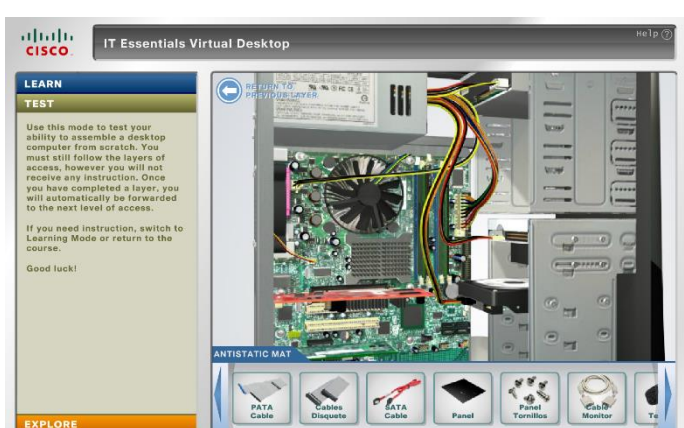 CISCO
IT Essentials Virtual Desktop
Help ?
LEARN
TEST
Use this mode to test your
ability to assemble a desktop
computer from scratch. You
must still follow the layers of
access, however you will not
receive any instruction. Once
you have completed a layer, you
will automatically be forwarded
to the next level of access.
If you need instruction, switch to
Learning Mode or return to the
course.
Good luck!
EXPLORE
RETURN TO
PREVIOUS LAYER
ANTISTATIC MAT
PATA
Cable
Cables
Disquete
SATA
Cable
Panel
Panel
Tornillos
Cable
Monitor
Te